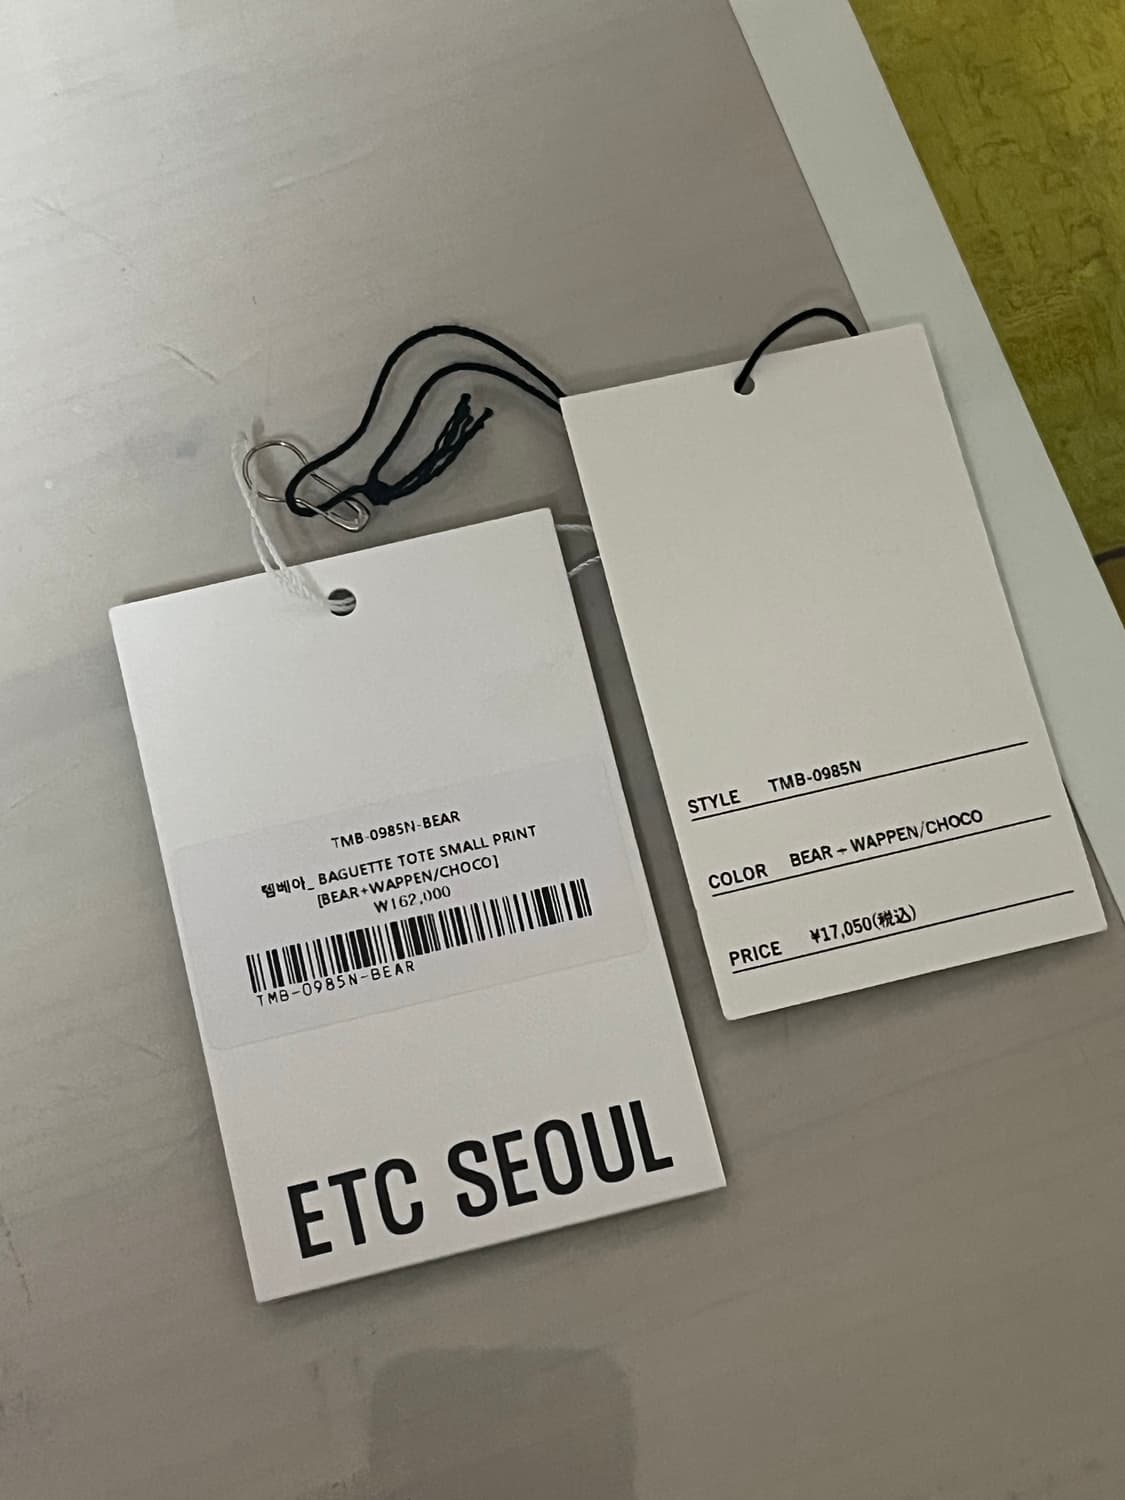 TMB-0985N-BEAR
템베아_ BAGUETTE TOTE SMALL PRINT
[BEAR+WAPPEN/CHOCO]
₩162,000
TMB-0985N-BEAR
ETC SEOUL
STYLE TMB-0985N
COLOR BEAR+WAPPEN/CHOCO
PRICE ¥17,050(税込)